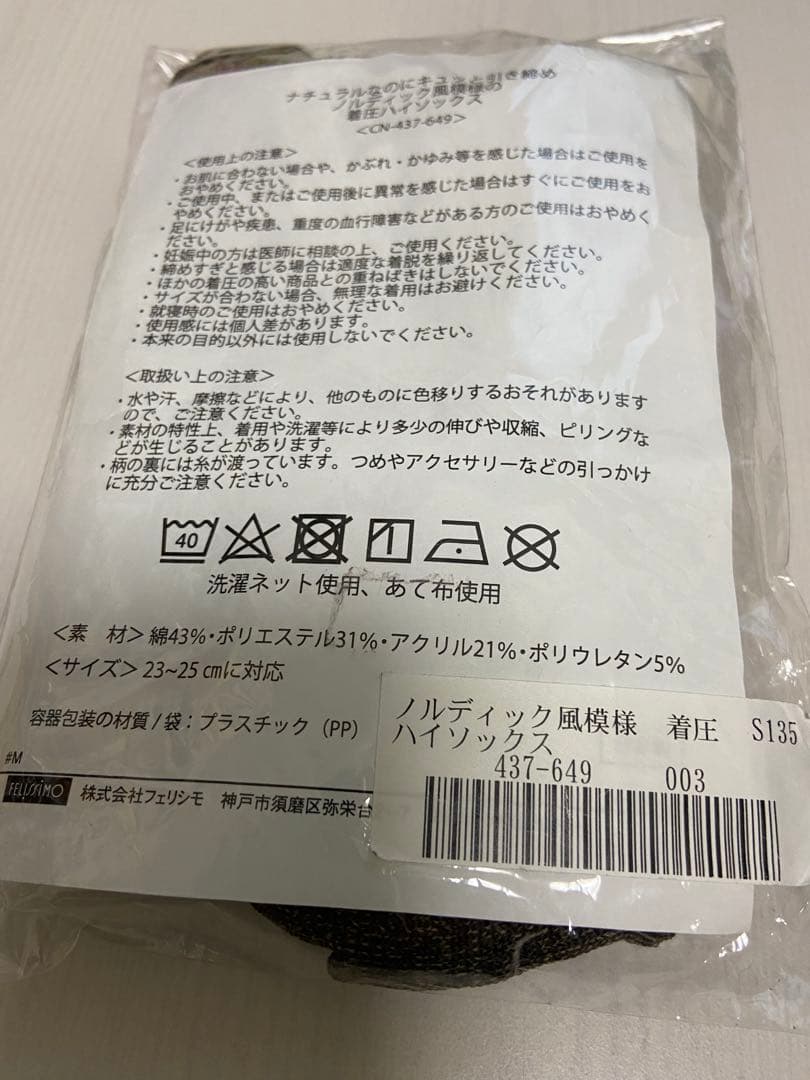 ナチュラルなのにキュンと引き締め
ノルディック風模様の
着圧ハイソックス
<CN-437-649>
<使用上の注意>
・お肌に合わない場合や、かぶれ・かゆみ等を感じた場合はご使用を
おやめください。
・ご使用中、またはご使用後に異常を感じた場合はすぐにご使用をお
やめください。
・足にけがや疾患、重度の血行障害などがある方のご使用はおやめく
ださい。
・妊娠中の方は医師に相談の上、ご使用ください。
・締めすぎと感じる場合は適度な着脱を繰り返してください。
・ほかの着圧の高い商品との重ねばきはしないでください。
・サイズが合わない場合、無理な着用はお避けください。
・就寝時のご使用はおやめください。
・使用感には個人差があります。
・本来の目的以外には使用しないでください。
<取扱い上の注意>
・水や汗、摩擦などにより、他のものに色移りするおそれがあります
ので、ご注意ください。
・素材の特性上、着用や洗濯等により多少の伸びや収縮、ピリングな
どが生じることがあります。
・柄の裏には糸が渡っています。つめやアクセサリーなどの引っかけ
に充分ご注意ください。
40
洗濯ネット使用、あて布使用
<素　材> 綿43%・ポリエステル31%・アクリル21%・ポリウレタン5%
<サイズ> 23~25㎝に対応
容器包装の材質 / 袋：プラスチック（PP）
#M
FELISSIMO 株式会社フェリシモ　神戸市須磨区弥栄台
ノルディック風模様　着圧　S135
ハイソックス
437-649　003